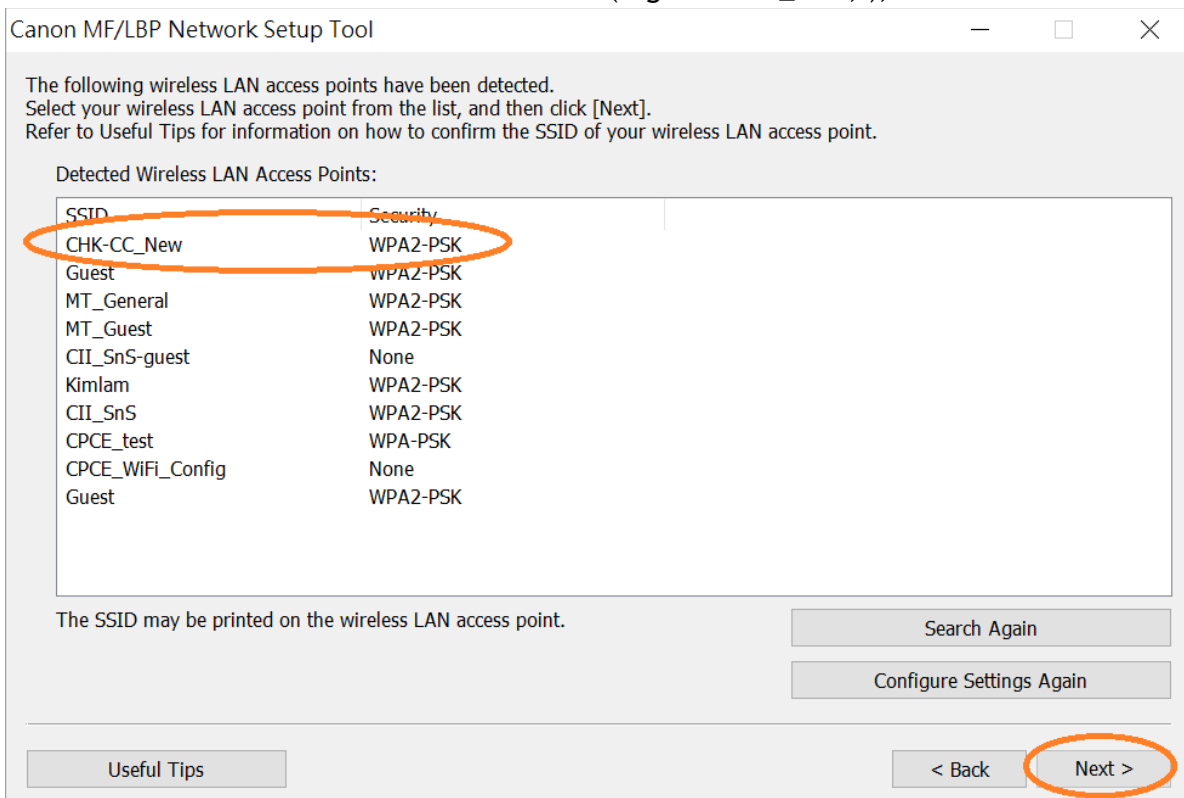 Canon MF/LBP Network Setup Tool
The following wireless LAN access points have been detected.
Select your wireless LAN access point from the list, and then click [Next].
Refer to Useful Tips for information on how to confirm the SSID of your wireless LAN access point.
Detected Wireless LAN Access Points:
SSID Security
CHK-CC_New WPA2-PSK
Guest WPA2-PSK
MT_General WPA2-PSK
MT_Guest WPA2-PSK
CII_SnS-guest None
Kimlam WPA2-PSK
CII_SnS WPA2-PSK
CPCE_test WPA-PSK
CPCE_WiFi_Config None
Guest WPA2-PSK
The SSID may be printed on the wireless LAN access point.
Search Again
Configure Settings Again
Useful Tips < Back Next >